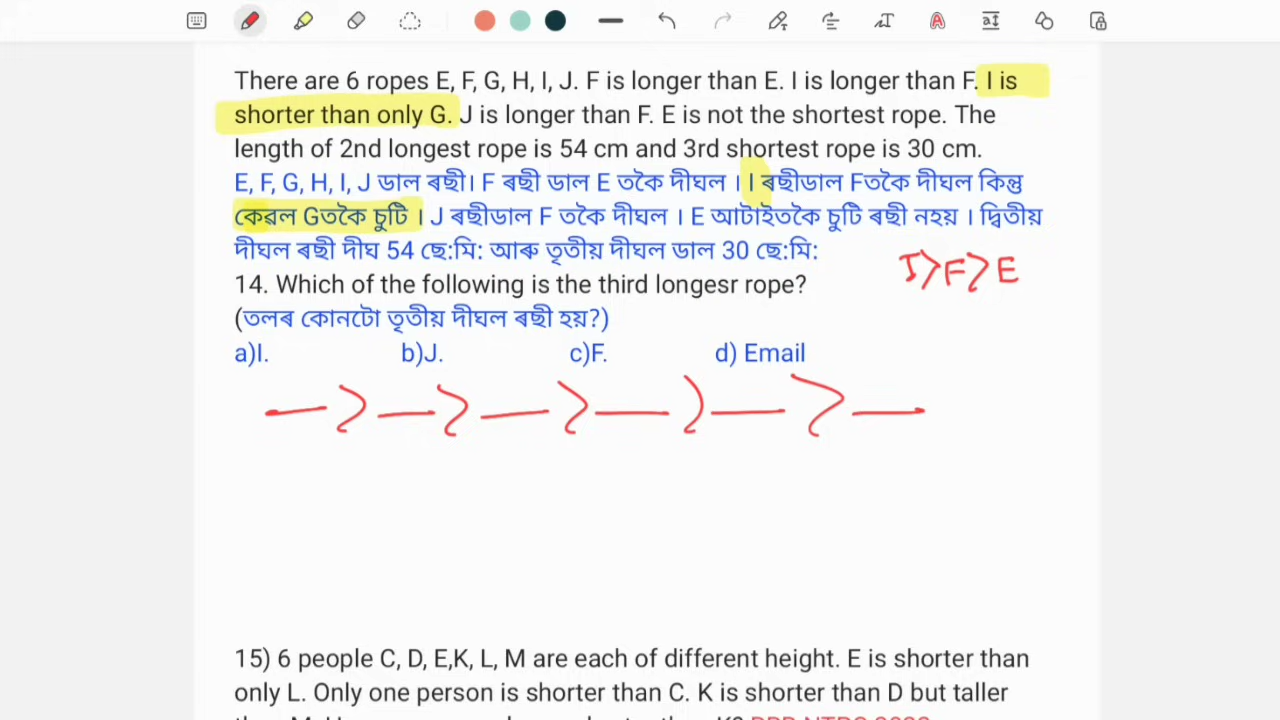 There are 6 ropes E, F, G, H, I, J. F is longer than E. I is longer than F. I is
shorter than only G. J is longer than F. E is not the shortest rope. The
length of 2nd longest rope is 54 cm and 3rd shortest rope is 30 cm.
E, F, G, H, I, J ডাল ৰছী। F ৰছী ডাল E তকৈ দীঘল । I ৰছীডাল Fতকৈ দীঘল কিন্তু
কেৱল Gতকৈ চুটি । J ৰছীডাল F তকৈ দীঘল । E আটাইতকৈ চুটি ৰছী নহয় । দ্বিতীয়
দীঘল ৰছী দীঘ 54 ছে:মি: আৰু তৃতীয় দীঘল ডাল 30 ছে:মি:
I>F>E
14. Which of the following is the third longesr rope?
(তলৰ কোনটো তৃতীয় দীঘল ৰছী হয়?)
a)I. b)J. c)F. d) Email
— > — > — > — > — > —
15) 6 people C, D, E,K, L, M are each of different height. E is shorter than
only L. Only one person is shorter than C. K is shorter than D but taller